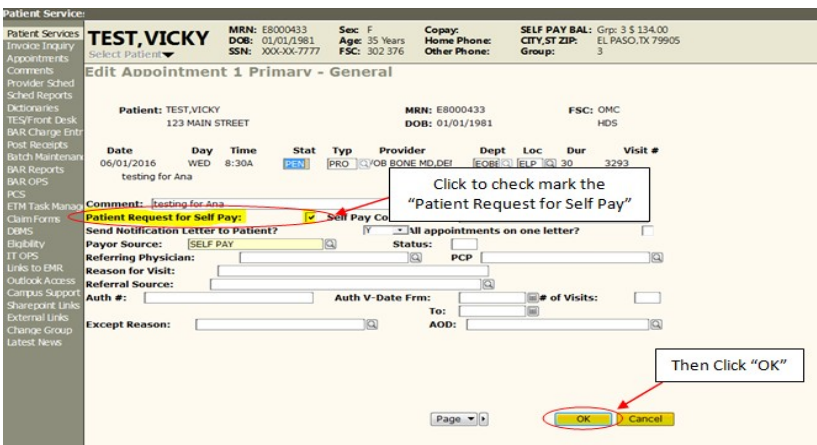 Patient Service
Patient Services
Invoice Inquiry
Appointments
Comments
Provider Sched
Sched Reports
Dictionaries
TES/Front Desk
BAR Charge Entr
Post Receipts
Batch Maintenan
BAR Reports
BAR OPS
PCS
ETM Task Manag
Claim Forms
DBMS
Eligibility
IT OPS
Links to EMR
Outlook Access
Campus Support
Sharepoint Links
External Links
Change Group
Latest News
TEST,VICKY
Select Patient
MRN: E8000433 Sex: F Copay: SELF PAY BAL: Grp: 3 $ 134.00
DOB: 01/01/1981 Age: 35 Years Home Phone: CITY,ST ZIP: EL PASO,TX 79905
SSN: XXX-XX-7777 FSC: 302 376 Other Phone: Group: 3
Edit Appointment 1 Primary - General
Patient: TEST,VICKY MRN: E8000433 FSC: OMC
123 MAIN STREET DOB: 01/01/1981 HDS
Date Day Time Stat Typ Provider Dept Loc Dur Visit #
06/01/2016 WED 8:30A PEN PRO /OB BONE MD,DEI EOBE ELP 30 3293
testing for Ana
Click to check mark the
“Patient Request for Self Pay”
Comment: testing for Ana
Patient Request for Self Pay: Self Pay Co
Send Notification Letter to Patient? Y All appointments on one letter?
Payor Source: SELF PAY Status:
Referring Physician: PCP
Reason for Visit:
Referral Source:
Auth #: Auth V-Date Frm: # of Visits:
To:
Except Reason: AOD:
Then Click “OK”
Page OK Cancel